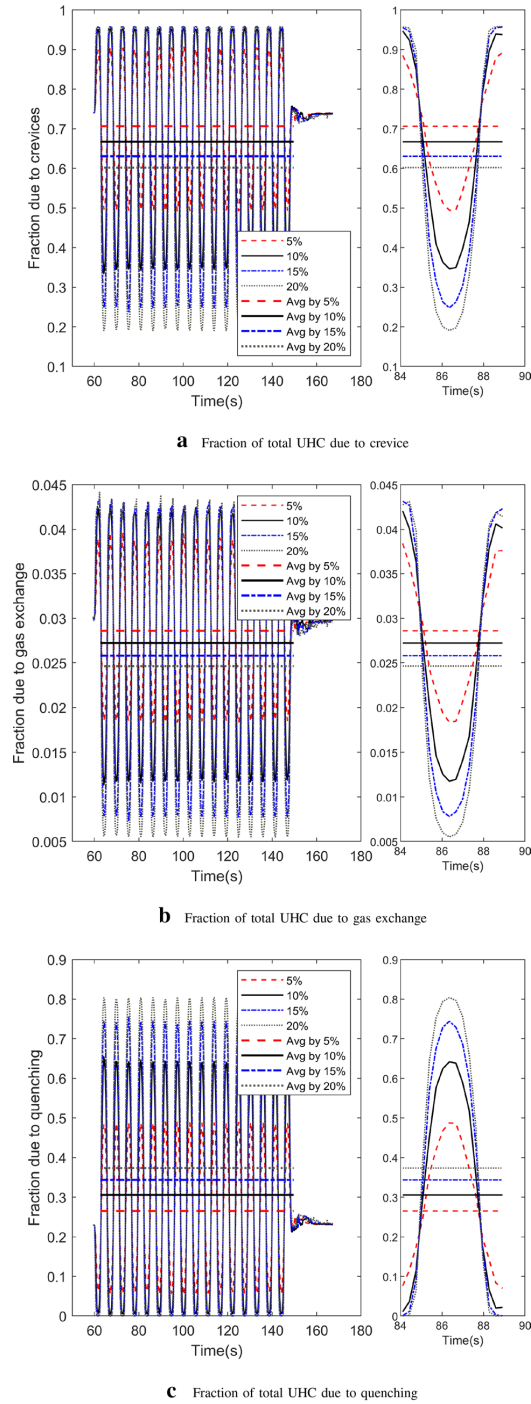 1
0.9
0.8
0.7
0.6
0.5
0.4
0.3
0.2
0.1
Fraction due to crevices
5%
10%
15%
20%
Avg by 5%
Avg by 10%
Avg by 15%
Avg by 20%
60 80 100 120 140 160 180
Time(s)
1
0.9
0.8
0.7
0.6
0.5
0.4
0.3
0.2
0.1
84 86 88 90
Time(s)
a Fraction of total UHC due to crevice
0.045
0.04
0.035
0.03
0.025
0.02
0.015
0.01
0.005
Fraction due to gas exchange
5%
10%
15%
20%
Avg by 5%
Avg by 10%
Avg by 15%
Avg by 20%
60 80 100 120 140 160 180
Time(s)
0.045
0.04
0.035
0.03
0.025
0.02
0.015
0.01
0.005
84 86 88 90
Time(s)
b Fraction of total UHC due to gas exchange
0.9
0.8
0.7
0.6
0.5
0.4
0.3
0.2
0.1
0
Fraction due to quenching
5%
10%
15%
20%
Avg by 5%
Avg by 10%
Avg by 15%
Avg by 20%
60 80 100 120 140 160 180
Time(s)
0.9
0.8
0.7
0.6
0.5
0.4
0.3
0.2
0.1
0
84 86 88 90
Time(s)
c Fraction of total UHC due to quenching